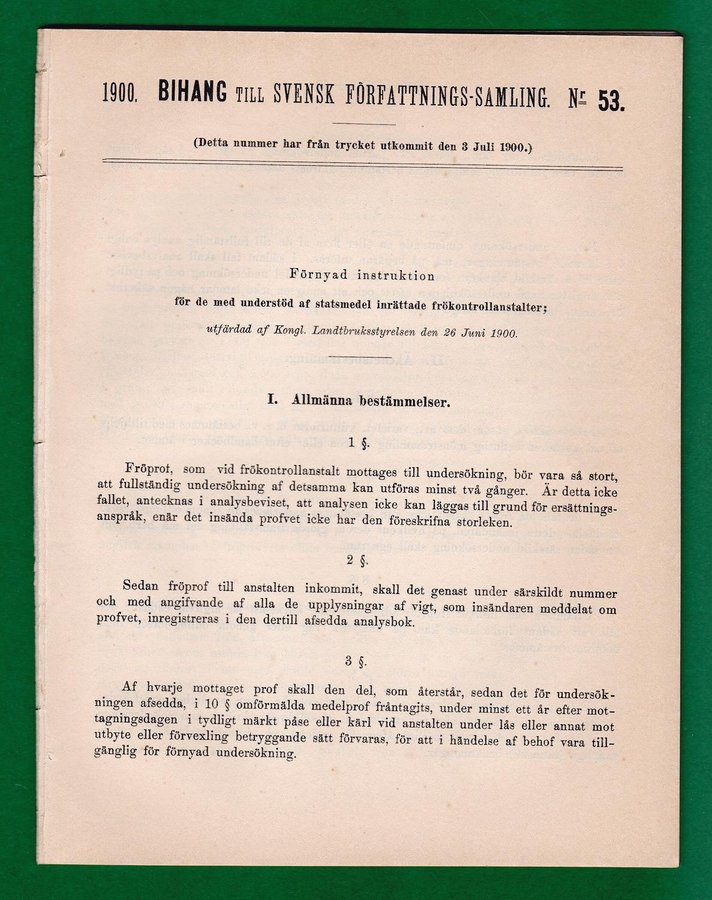 1900. BIHANG TILL SVENSK FÖRFATTNINGS-SAMLING. Nr 53.
(Detta nummer har från trycket utkommit den 3 Juli 1900.)
Förnyad instruktion
för de med understöd af statsmedel inrättade frökontrollanstalter;
utfärdad af Kongl. Landtbruksstyrelsen den 26 Juni 1900.
I. Allmänna bestämmelser.
1 §.
Fröprof, som vid frökontrollanstalt mottages till undersökning, bör vara så stort,
att fullständig undersökning af detsamma kan utföras minst två gånger. Är detta icke
fallet, antecknas i analysbeviset, att analysen icke kan läggas till grund för ersättnings-
anspråk, enär det insända profvet icke har den föreskrifna storleken.
2 §.
Sedan fröprof till anstalten inkommit, skall det genast under särskildt nummer
och med angifvande af alla de upplysningar af vigt, som insändaren meddelat om
profvet, inregistreras i den dertill afsedda analysbok.
3 §.
Af hvarje mottaget prof skall den del, som återstår, sedan det för undersök-
ningen afsedda, i 10 § omförmälda medelprof fråntagits, under minst ett år efter mot-
tagningsdagen i tydligt märkt påse eller kärl vid anstalten under lås eller annat mot
utbyte eller förvexling betryggande sätt förvaras, för att i händelse af behof vara till-
gänglig för förnyad undersökning.